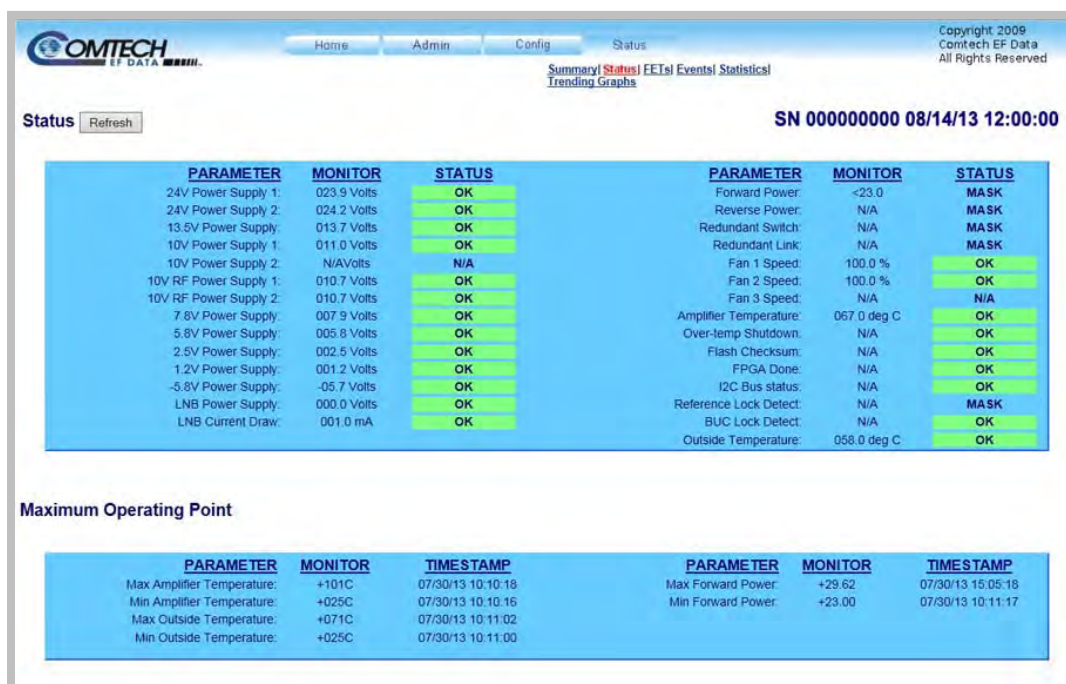 COMTECH
EF DATA
Home Admin Config Status
Summary| Status| FETs| Events| Statistics|
Trending Graphs
Copyright 2009
Comtech EF Data
All Rights Reserved
Status Refresh
SN 000000000 08/14/13 12:00:00
PARAMETER MONITOR STATUS
24V Power Supply 1: 023.9 Volts OK
24V Power Supply 2: 024.2 Volts OK
13.5V Power Supply: 013.7 Volts OK
10V Power Supply 1: 011.0 Volts OK
10V Power Supply 2: N/AVolts N/A
10V RF Power Supply 1: 010.7 Volts OK
10V RF Power Supply 2: 010.7 Volts OK
7.8V Power Supply: 007.9 Volts OK
5.8V Power Supply: 005.8 Volts OK
2.5V Power Supply: 002.5 Volts OK
1.2V Power Supply: 001.2 Volts OK
-5.8V Power Supply: -05.7 Volts OK
LNB Power Supply: 000.0 Volts OK
LNB Current Draw: 001.0 mA OK
PARAMETER MONITOR STATUS
Forward Power: <23.0 MASK
Reverse Power: N/A MASK
Redundant Switch: N/A MASK
Redundant Link: N/A MASK
Fan 1 Speed: 100.0 % OK
Fan 2 Speed: 100.0 % OK
Fan 3 Speed: N/A N/A
Amplifier Temperature: 067.0 deg C OK
Over-temp Shutdown: N/A OK
Flash Checksum: N/A OK
FPGA Done: N/A OK
I2C Bus status: N/A OK
Reference Lock Detect: N/A MASK
BUC Lock Detect: N/A OK
Outside Temperature: 058.0 deg C OK
Maximum Operating Point
PARAMETER MONITOR TIMESTAMP
Max Amplifier Temperature: +101C 07/30/13 10:10:18
Min Amplifier Temperature: +025C 07/30/13 10:10:16
Max Outside Temperature: +071C 07/30/13 10:11:02
Min Outside Temperature: +025C 07/30/13 10:11:00
PARAMETER MONITOR TIMESTAMP
Max Forward Power: +29.62 07/30/13 15:05:18
Min Forward Power: +23.00 07/30/13 10:11:17